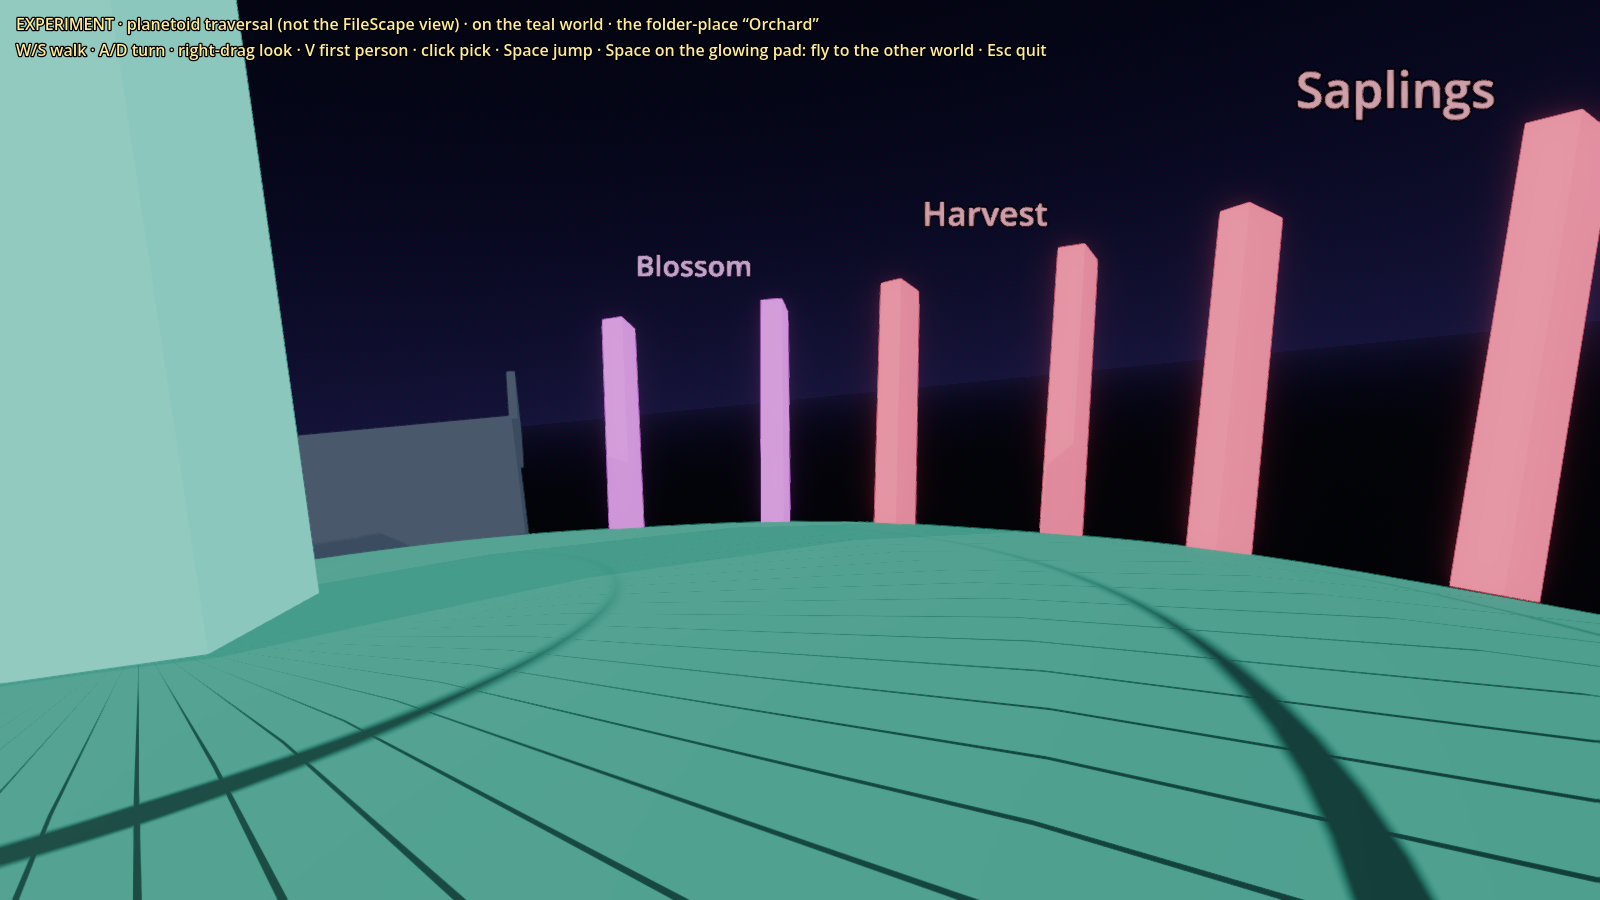 EXPERIMENT · planetoid traversal (not the FileScape view) · on the teal world · the folder-place “Orchard”
W/S walk · A/D turn · right-drag look · V first person · click pick · Space jump · Space on the glowing pad: fly to the other world · Esc quit
Saplings
Harvest
Blossom